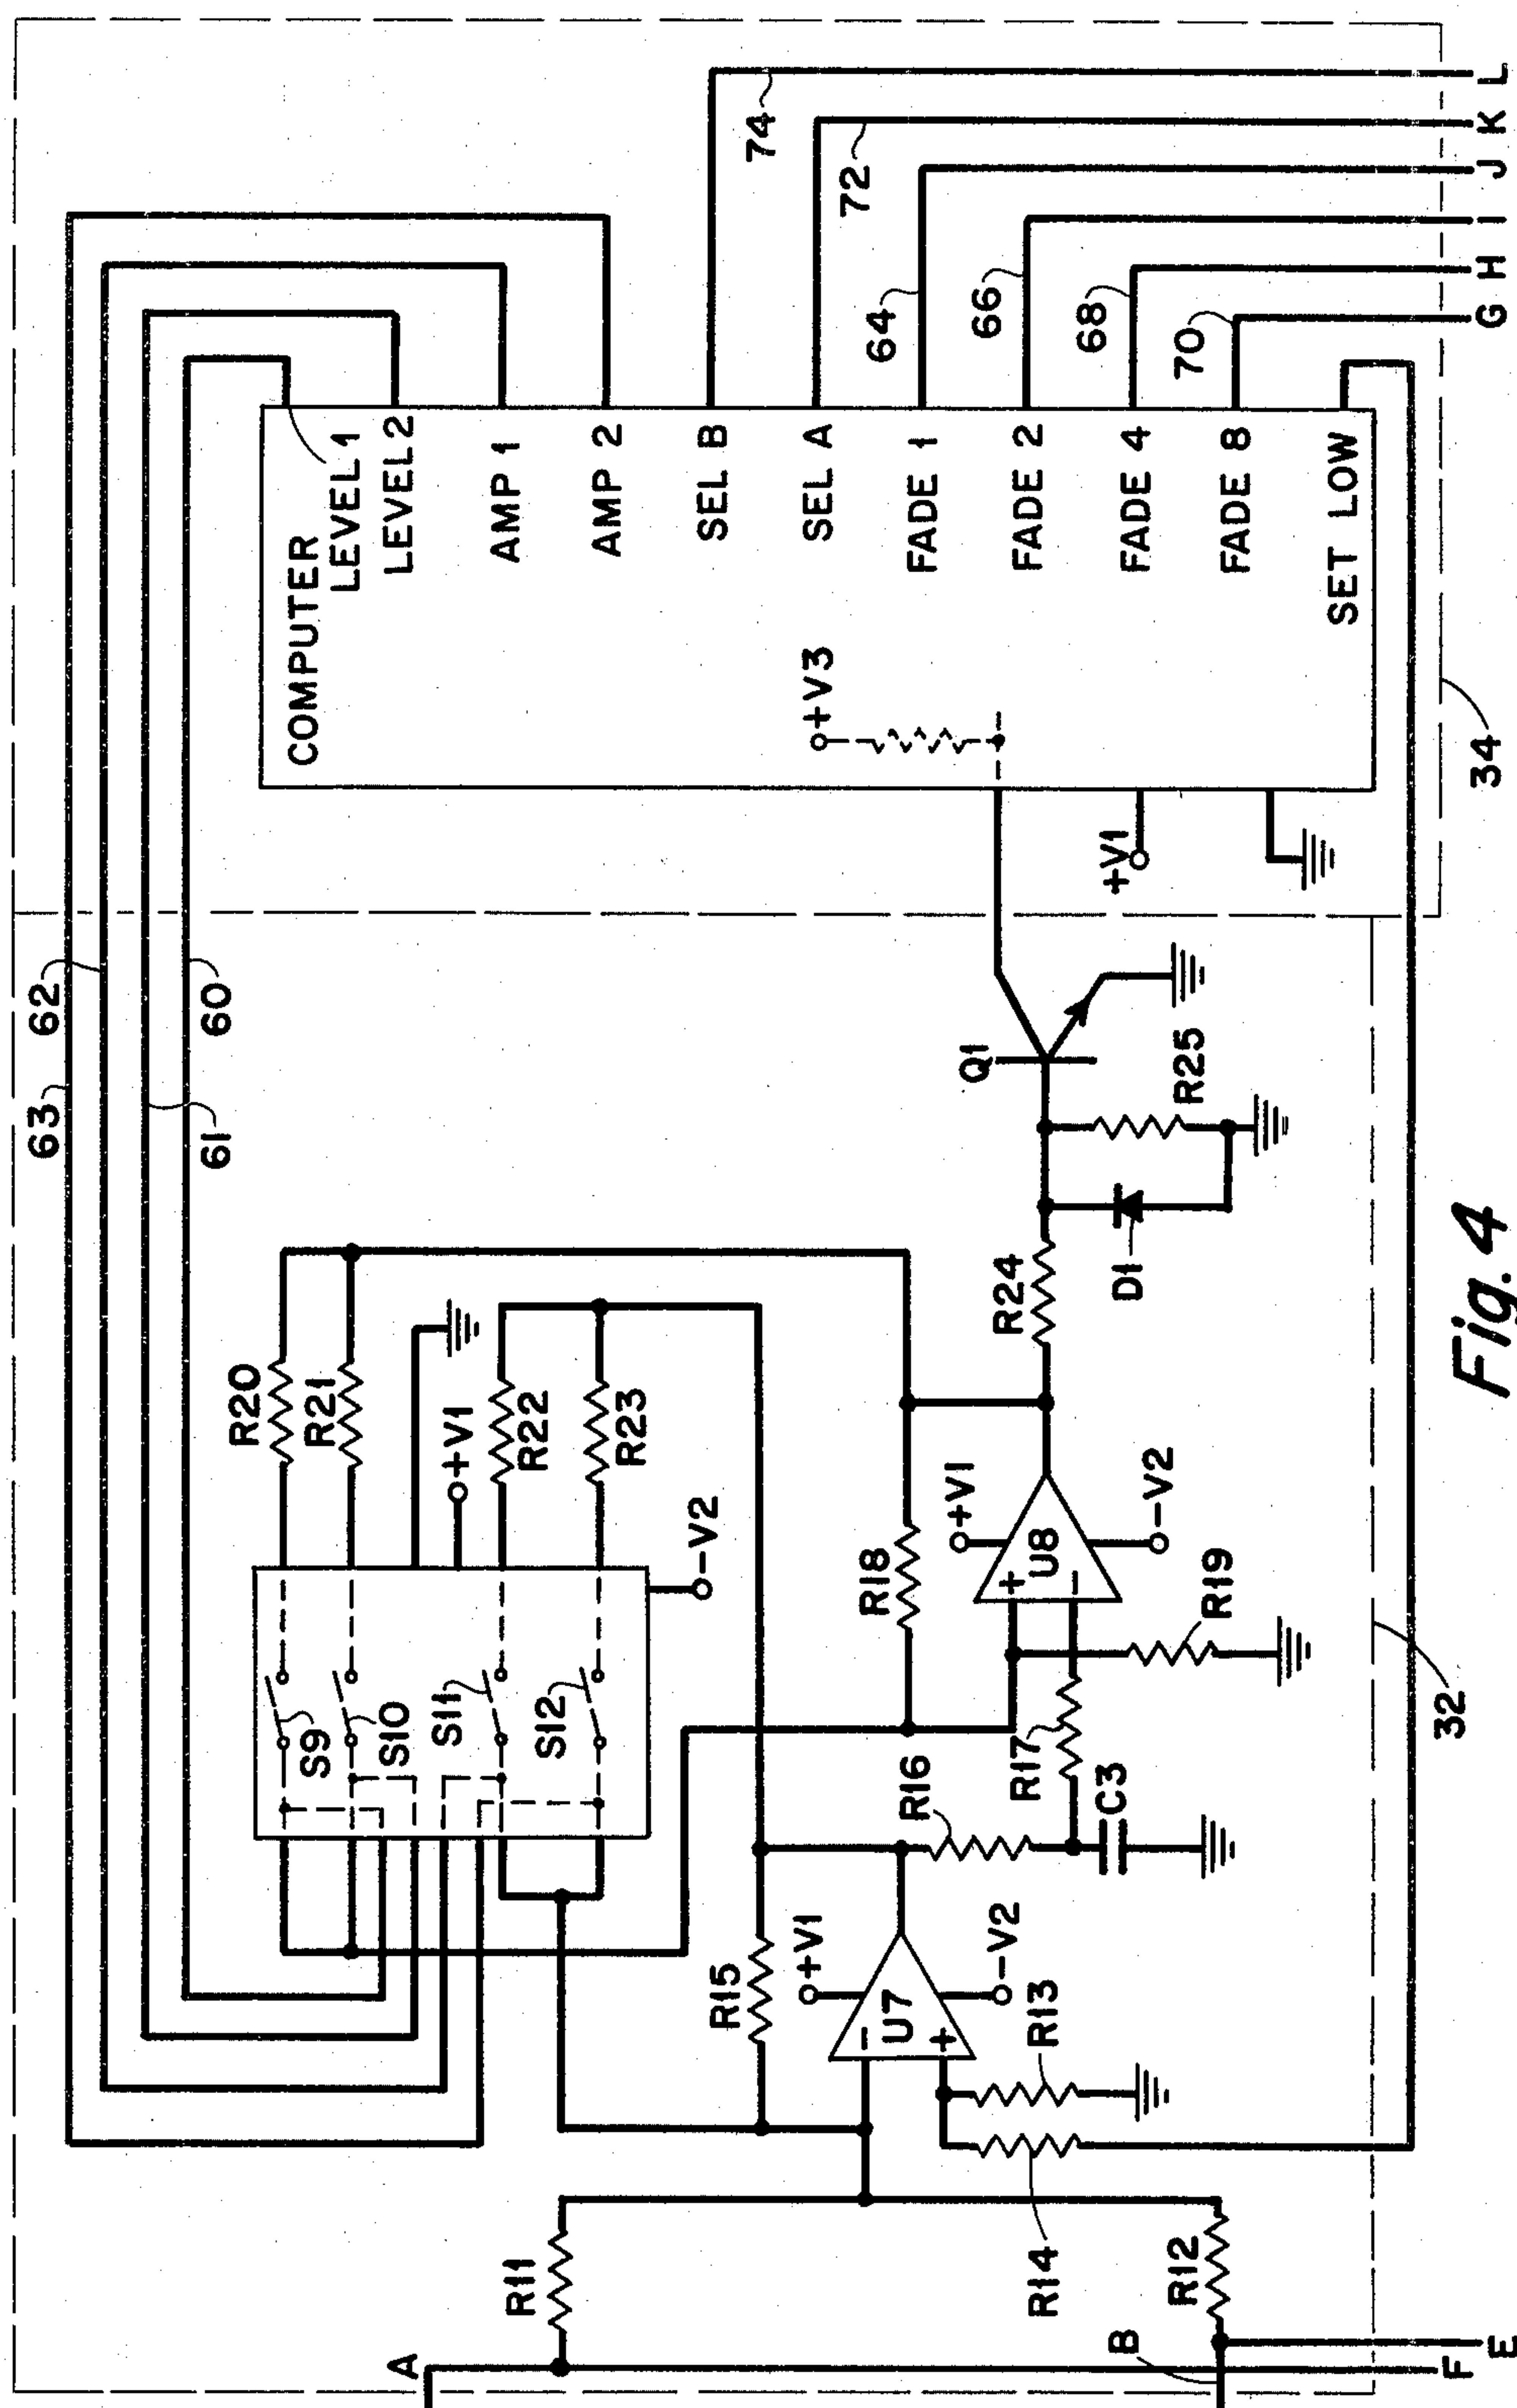 63
62
61
60
COMPUTER
LEVEL 1
LEVEL 2
AMP 1
AMP 2
SEL B
SEL A
FADE 1
FADE 2
FADE 4
FADE 8
SET LOW
+V3
+V1
74
72
64
66
68
70
L
K
J
I
H
G
34
R20
R21
+V1
R22
R23
-V2
S9
S10
S11
S12
Q1
R25
D1
R24
R18
+V1
+
U8
-
-V2
R19
R17
R16
C3
R15
+V1
-
U7
+
-V2
R13
R14
R11
R12
A
B
F
E
32
Fig. 4